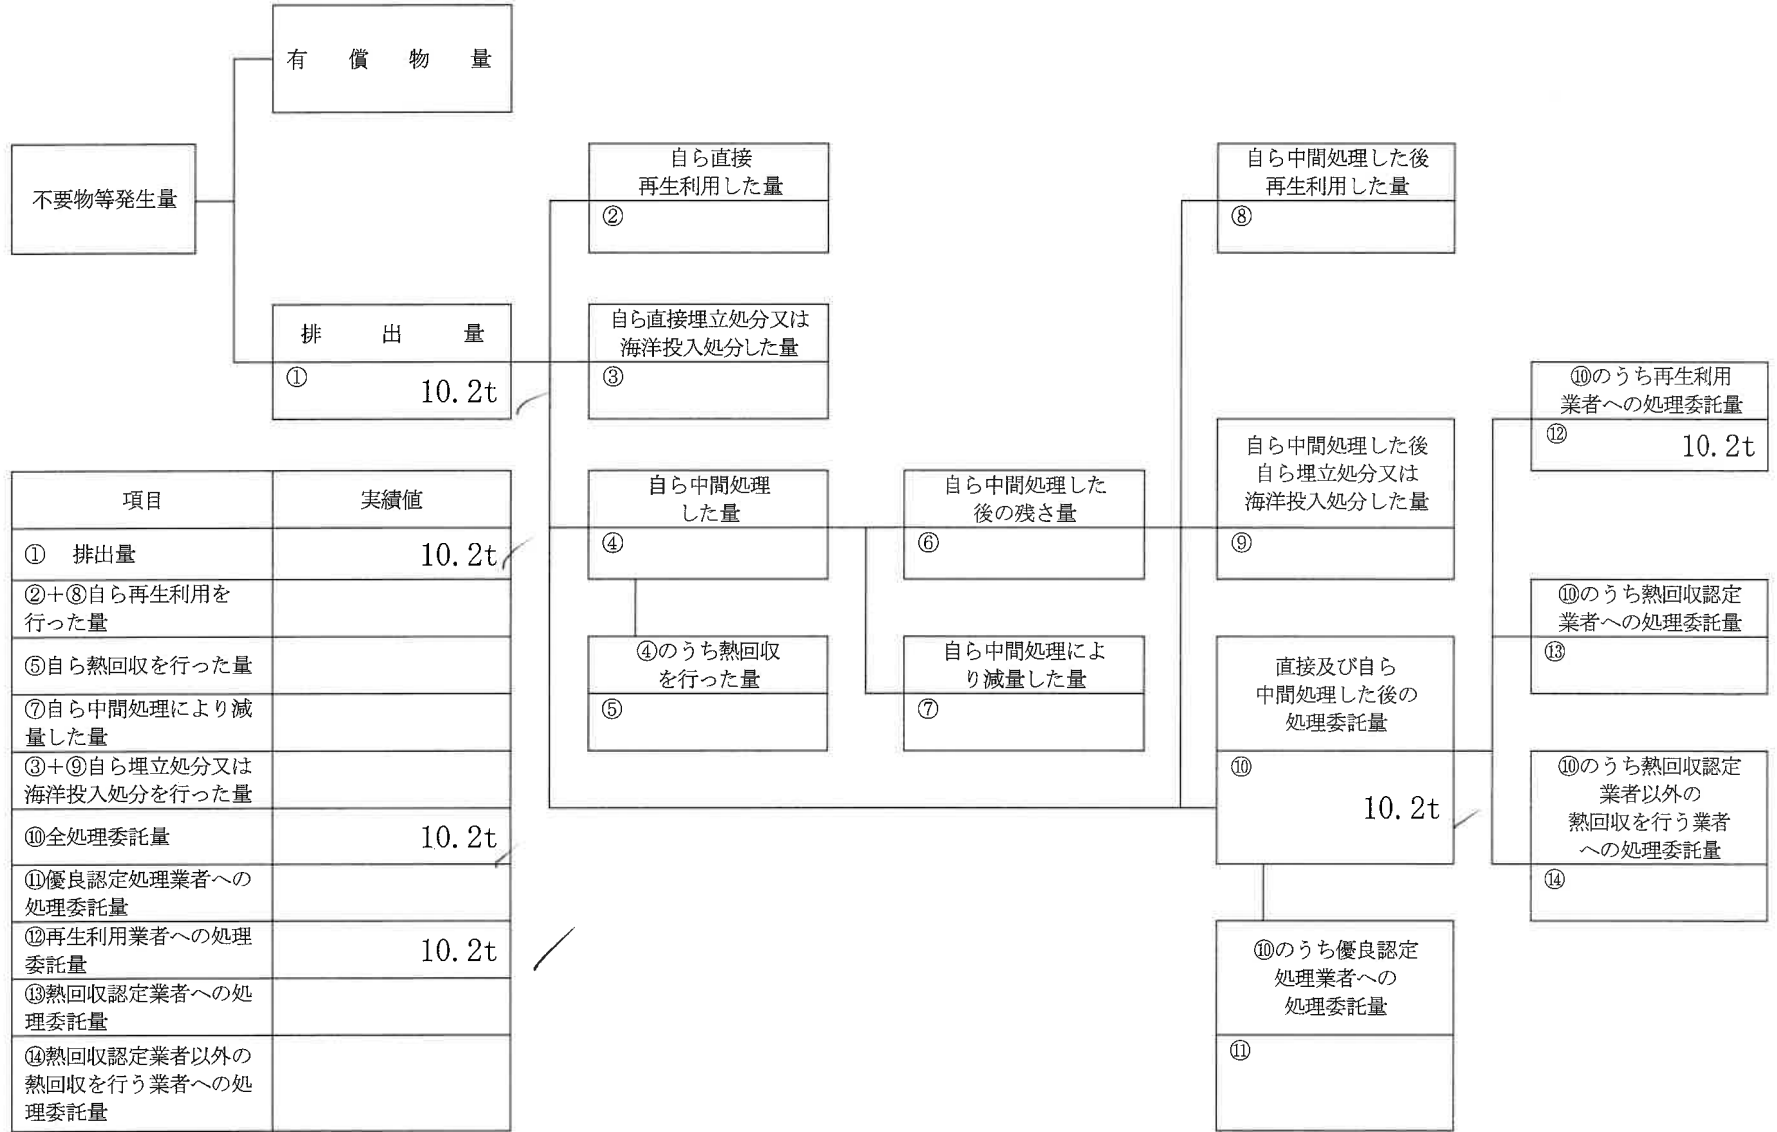 有償物量
不要物等発生量
排出量
①
10.2t
自ら直接
再生利用した量
②
自ら直接埋立処分又は
海洋投入処分した量
③
自ら中間処理
した量
④
④のうち熱回収
を行った量
⑤
自ら中間処理した
後の残さ量
⑥
自ら中間処理によ
り減量した量
⑦
自ら中間処理した後
再生利用した量
⑧
自ら中間処理した後
自ら埋立処分又は
海洋投入処分した量
⑨
直接及び自ら
中間処理した後の
処理委託量
⑩
10.2t
⑩のうち優良認定
処理業者への
処理委託量
⑪
⑩のうち再生利用
業者への処理委託量
⑫
10.2t
⑩のうち熱回収認定
業者への処理委託量
⑬
⑩のうち熱回収認定
業者以外の
熱回収を行う業者
への処理委託量
⑭
項目 実績値
① 排出量 10.2t
②+⑧自ら再生利用を
行った量
⑤自ら熱回収を行った量
⑦自ら中間処理により減
量した量
③+⑨自ら埋立処分又は
海洋投入処分を行った量
⑩全処理委託量 10.2t
⑪優良認定処理業者への
処理委託量
⑫再生利用業者への処理
委託量 10.2t
⑬熱回収認定業者への処
理委託量
⑭熱回収認定業者以外の
熱回収を行う業者への処
理委託量